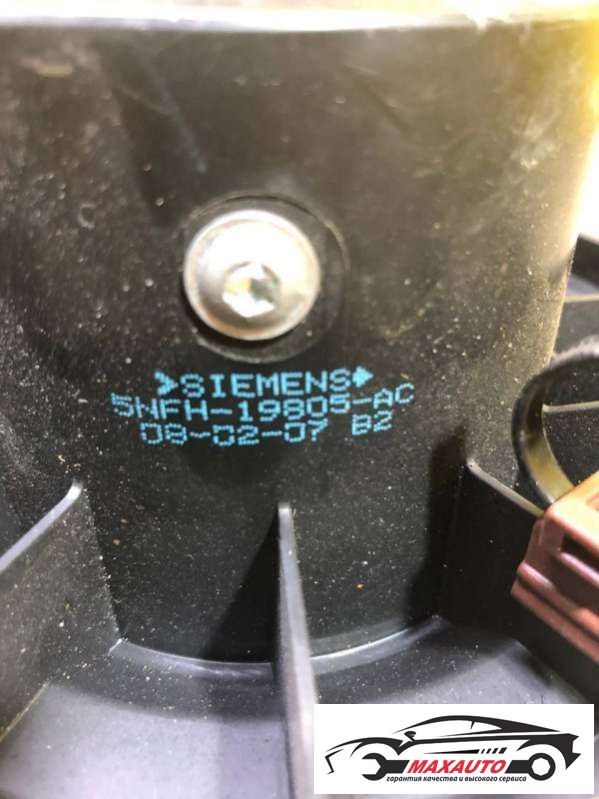 SIEMENS
5NFH-19805-AC
08-02-07 B2
MAXAUTO
гарантия качества и высокого сервиса